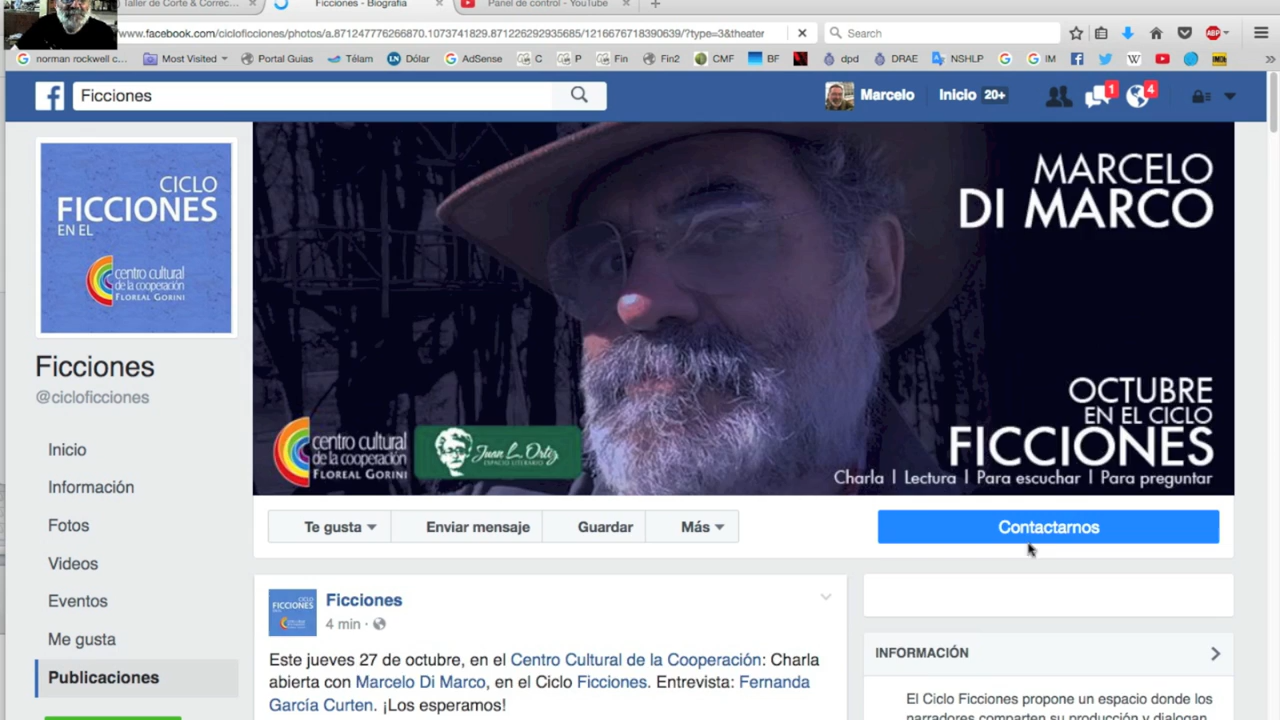 Taller de Corte & Correc...
Ficciones - Biografía
Panel de control - YouTube
www.facebook.com/cicloficciones/photos/a.871247776266870.1073741829.871226292935685/1216676718390639/?type=3&theater
Search
ABP
norman rockwell c...
Most Visited
Portal Guias
Télam
Dólar
AdSense
C
P
Fin
Fin2
CMF
BF
dpd
DRAE
NSHLP
IM
Ficciones
Marcelo
Inicio 20+
1
4
CICLO
FICCIONES
EN EL
centro cultural
de la cooperación
FLOREAL GORINI
MARCELO
DI MARCO
OCTUBRE
EN EL CICLO
FICCIONES
Charla | Lectura | Para escuchar | Para preguntar
centro cultural
de la cooperación
FLOREAL GORINI
Juan L. Ortiz
ESPACIO LITERARIO
Ficciones
@cicloficciones
Inicio
Información
Fotos
Videos
Eventos
Me gusta
Publicaciones
Te gusta
Enviar mensaje
Guardar
Más
Contactarnos
Ficciones
4 min
Este jueves 27 de octubre, en el Centro Cultural de la Cooperación: Charla
abierta con Marcelo Di Marco, en el Ciclo Ficciones. Entrevista: Fernanda
García Curten. ¡Los esperamos!
INFORMACIÓN
El Ciclo Ficciones propone un espacio donde los
narradores comparten su producción y dialogan